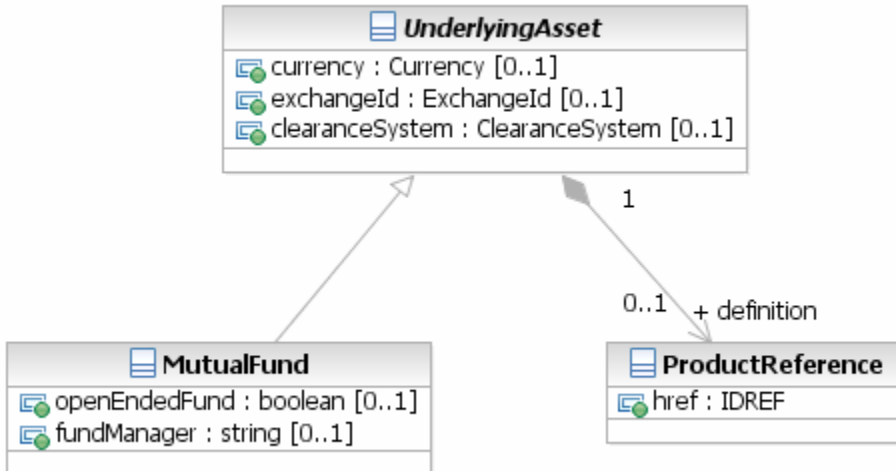 UnderlyingAsset
currency : Currency [0..1]
exchangeId : ExchangeId [0..1]
clearanceSystem : ClearanceSystem [0..1]
1
0..1
+ definition
MutualFund
openEndedFund : boolean [0..1]
fundManager : string [0..1]
ProductReference
href : IDREF